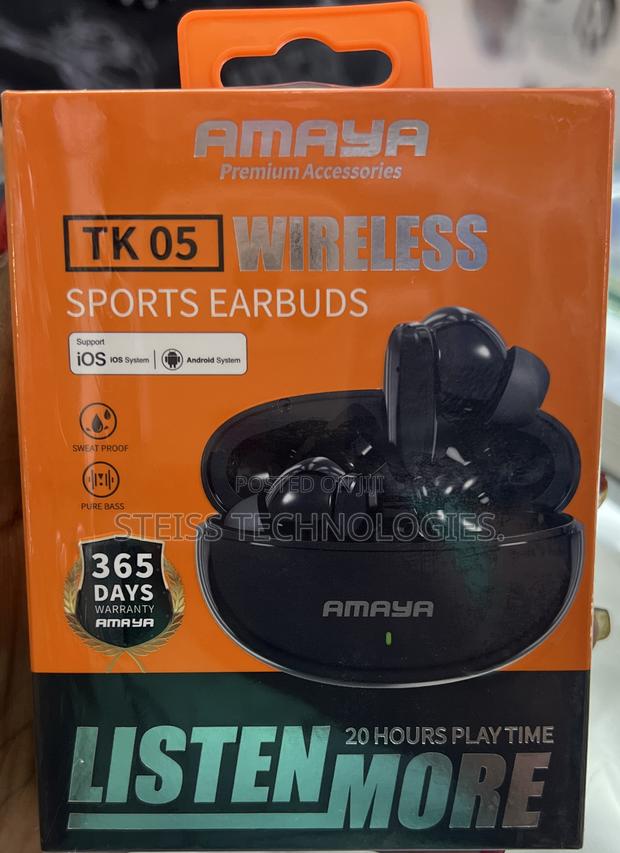 AMAYA
Premium Accessories
TK 05 WIRELESS
SPORTS EARBUDS
Support
iOS iOS System | Android System
SWEAT PROOF
PURE BASS
POSTED ON JIJI
STEISS TECHNOLOGIES.
365
DAYS
WARRANTY
AMAYA
AMAYA
20 HOURS PLAY TIME
LISTEN
MORE